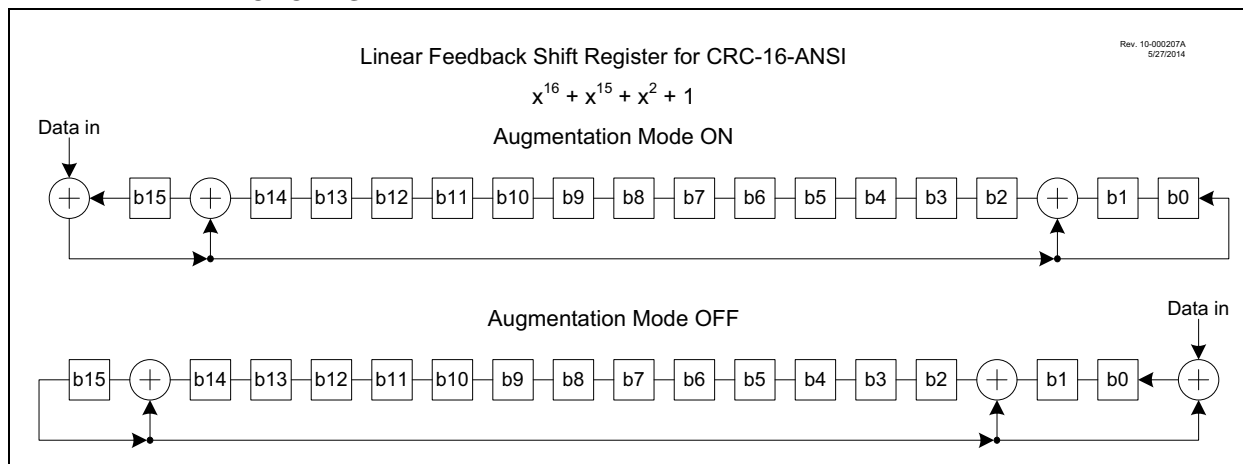 Rev. 10-000207A
5/27/2014
Linear Feedback Shift Register for CRC-16-ANSI
x16 + x15 + x2 + 1
Augmentation Mode ON
Data in
+ b15 + b14 b13 b12 b11 b10 b9 b8 b7 b6 b5 b4 b3 b2 + b1 b0
Augmentation Mode OFF
Data in
b15 + b14 b13 b12 b11 b10 b9 b8 b7 b6 b5 b4 b3 b2 + b1 b0 +